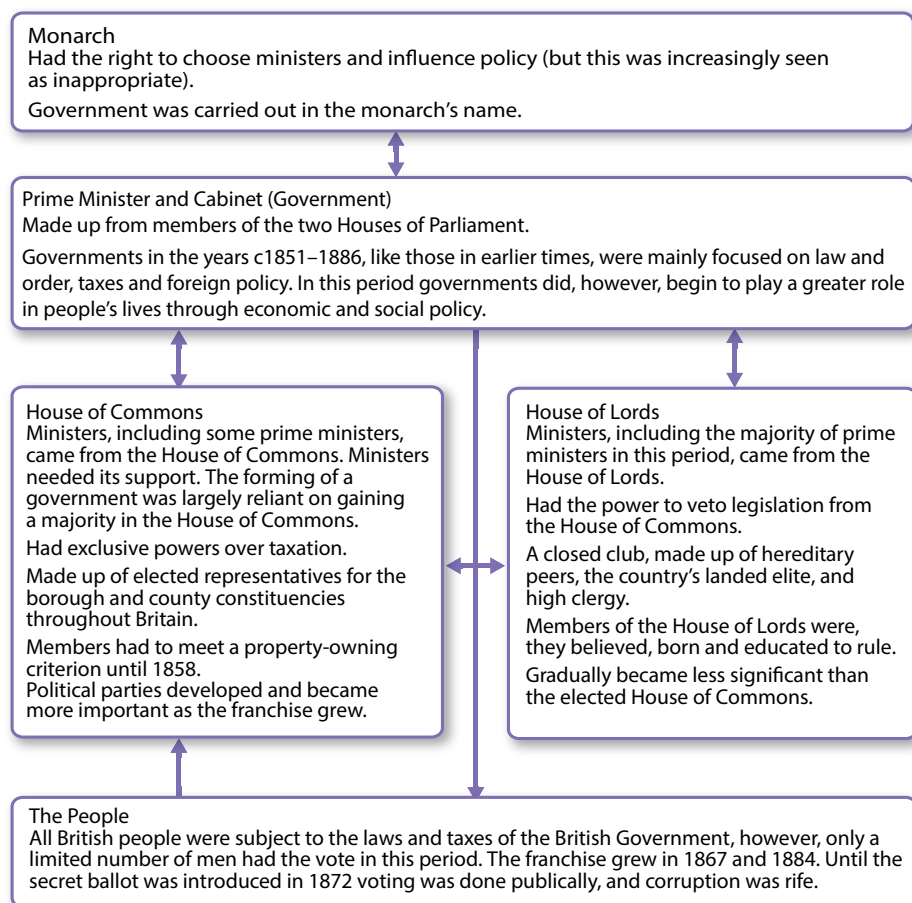 Monarch
Had the right to choose ministers and influence policy (but this was increasingly seen
as inappropriate).
Government was carried out in the monarch's name.
Prime Minister and Cabinet (Government)
Made up from members of the two Houses of Parliament.
Governments in the years c1851–1886, like those in earlier times, were mainly focused on law and
order, taxes and foreign policy. In this period governments did, however, begin to play a greater role
in people's lives through economic and social policy.
House of Commons
Ministers, including some prime ministers,
came from the House of Commons. Ministers
needed its support. The forming of a
government was largely reliant on gaining
a majority in the House of Commons.
Had exclusive powers over taxation.
Made up of elected representatives for the
borough and county constituencies
throughout Britain.
Members had to meet a property-owning
criterion until 1858.
Political parties developed and became
more important as the franchise grew.
House of Lords
Ministers, including the majority of prime
ministers in this period, came from the
House of Lords.
Had the power to veto legislation from
the House of Commons.
A closed club, made up of hereditary
peers, the country's landed elite, and
high clergy.
Members of the House of Lords were,
they believed, born and educated to rule.
Gradually became less significant than
the elected House of Commons.
The People
All British people were subject to the laws and taxes of the British Government, however, only a
limited number of men had the vote in this period. The franchise grew in 1867 and 1884. Until the
secret ballot was introduced in 1872 voting was done publically, and corruption was rife.